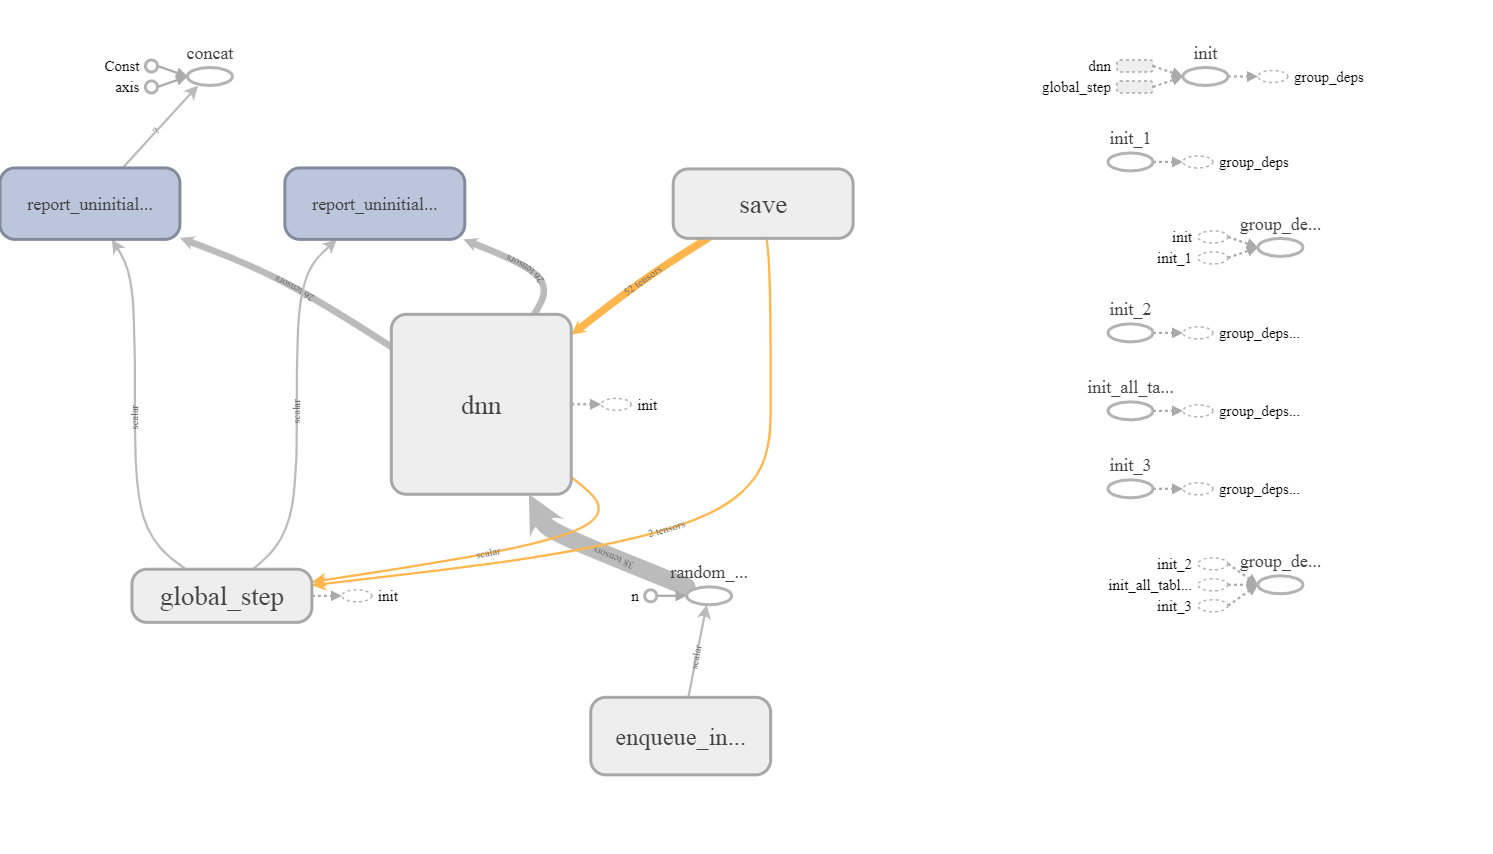 concat
Const
axis
?
report_uninitial...
report_uninitial...
save
26 tensors
26 tensors
52 tensors
dnn
init
scalar
scalar
scalar
2 tensors
38 tensors
random_...
n
global_step
init
scalar
enqueue_in...
init
dnn
global_step
group_deps
init_1
group_deps
group_de...
init
init_1
init_2
group_deps...
init_all_ta...
group_deps...
init_3
group_deps...
group_de...
init_2
init_all_tabl...
init_3